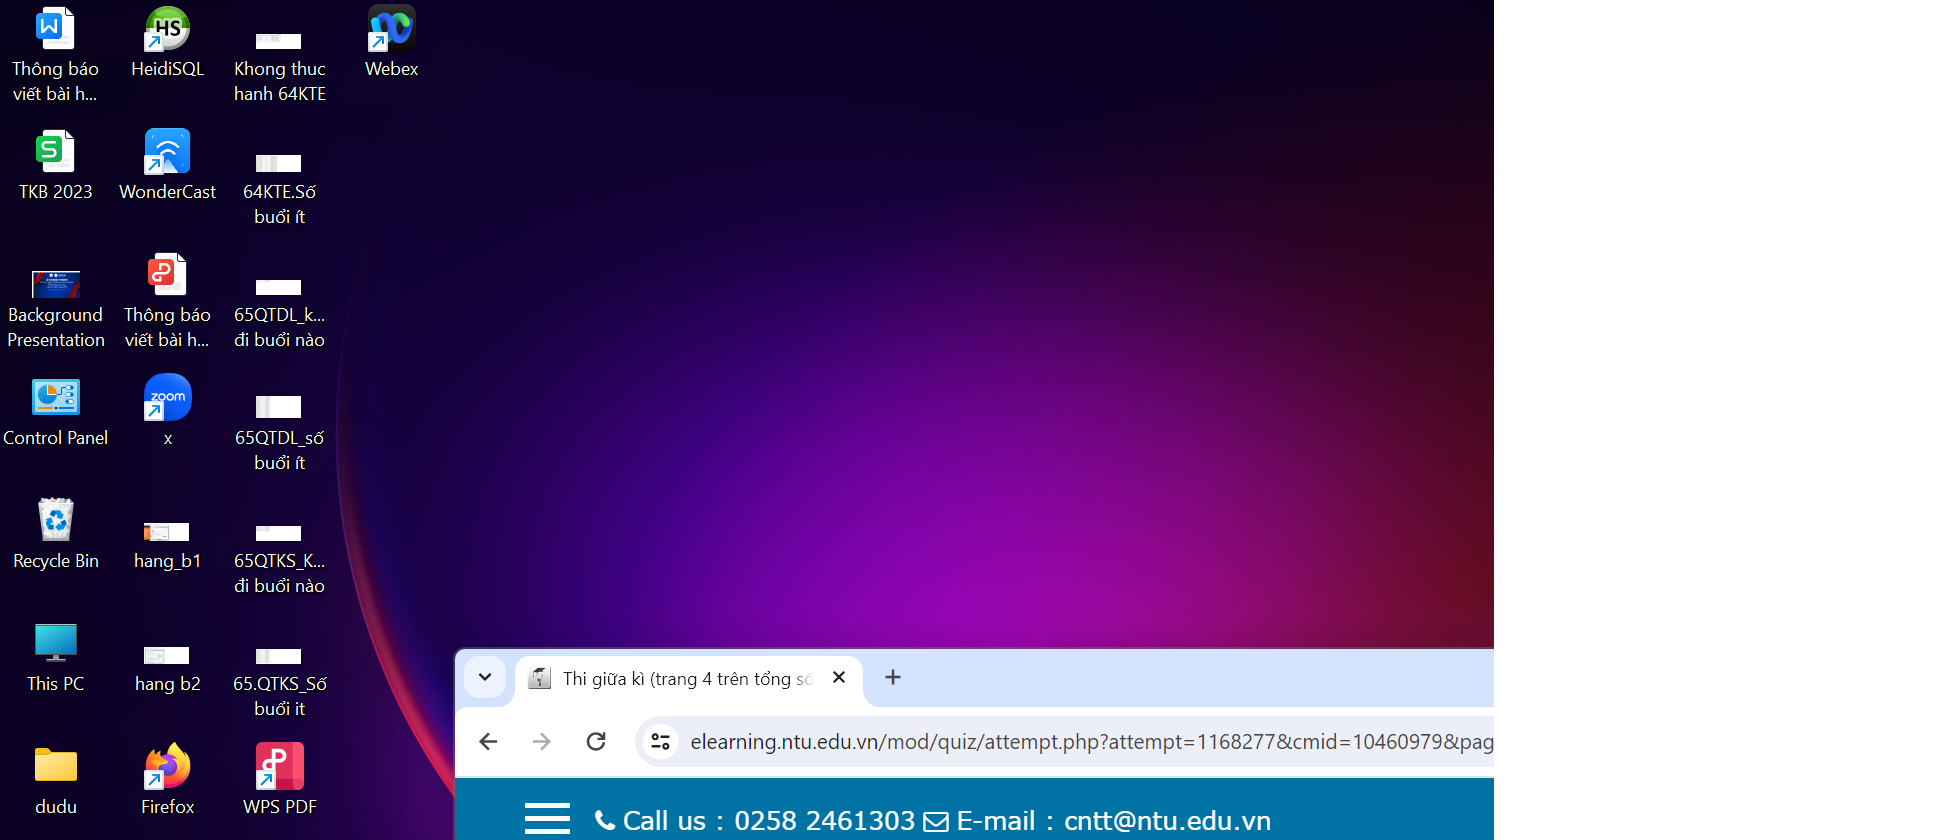 Thông báo
viết bài h...
HeidiSQL
Khong thuc
hanh 64KTE
Webex
TKB 2023
WonderCast
64KTE.Số
buổi ít
Background
Presentation
Thông báo
viết bài h...
65QTDL_k...
đi buổi nào
Control Panel
zoom
x
65QTDL_số
buổi ít
Recycle Bin
hang_b1
65QTKS_K...
đi buổi nào
This PC
hang b2
65.QTKS_Số
buổi it
dudu
Firefox
WPS PDF
Thi giữa kì (trang 4 trên tổng số
elearning.ntu.edu.vn/mod/quiz/attempt.php?attempt=1168277&cmid=10460979&pag
Call us : 0258 2461303 E-mail : cntt@ntu.edu.vn